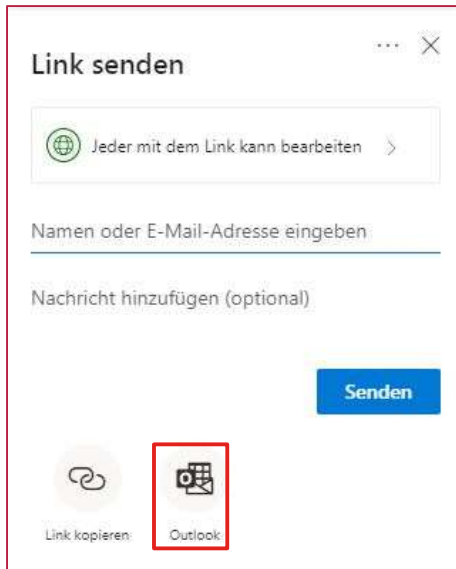 Link senden
Jeder mit dem Link kann bearbeiten
Namen oder E-Mail-Adresse eingeben
Nachricht hinzufügen (optional)
Senden
Link kopieren
Outlook